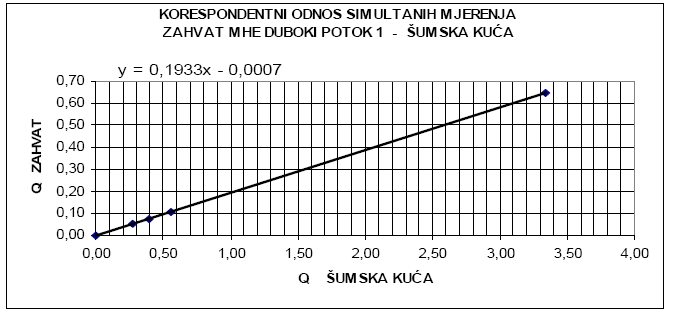 KORESPONDENTNI ODNOS SIMULTANIH MJERENJA
ZAHVAT MHE DUBOKI POTOK 1 - ŠUMSKA KUĆA
y = 0,1933x - 0,0007
0,70
0,60
0,50
0,40
0,30
0,20
0,10
0,00
Q ZAHVAT
0,00 0,50 1,00 1,50 2,00 2,50 3,00 3,50 4,00
Q ŠUMSKA KUĆA